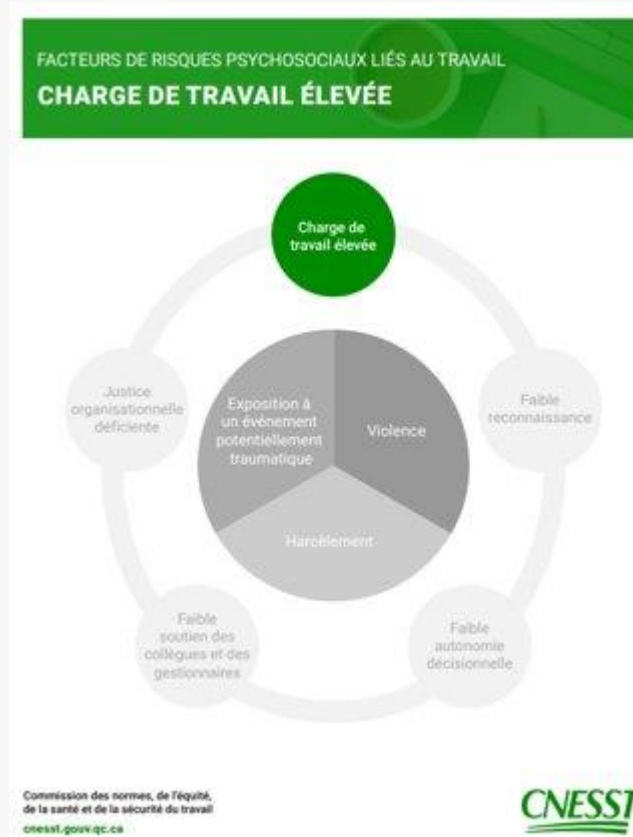 FACTEURS DE RISQUES PSYCHOSOCIAUX LIÉS AU TRAVAIL
CHARGE DE TRAVAIL ÉLEVÉE
Charge de
travail élevée
Justice
organisationnelle
déficiente
Exposition à
un événement
potentiellement
traumatique
Violence
Faible
reconnaissance
Harcèlement
Faible
soutien des
collègues et des
gestionnaires
Faible
autonomie
décisionnelle
Commission des normes, de l'équité,
de la santé et de la sécurité du travail
cnesst.gouv.qc.ca
CNESST